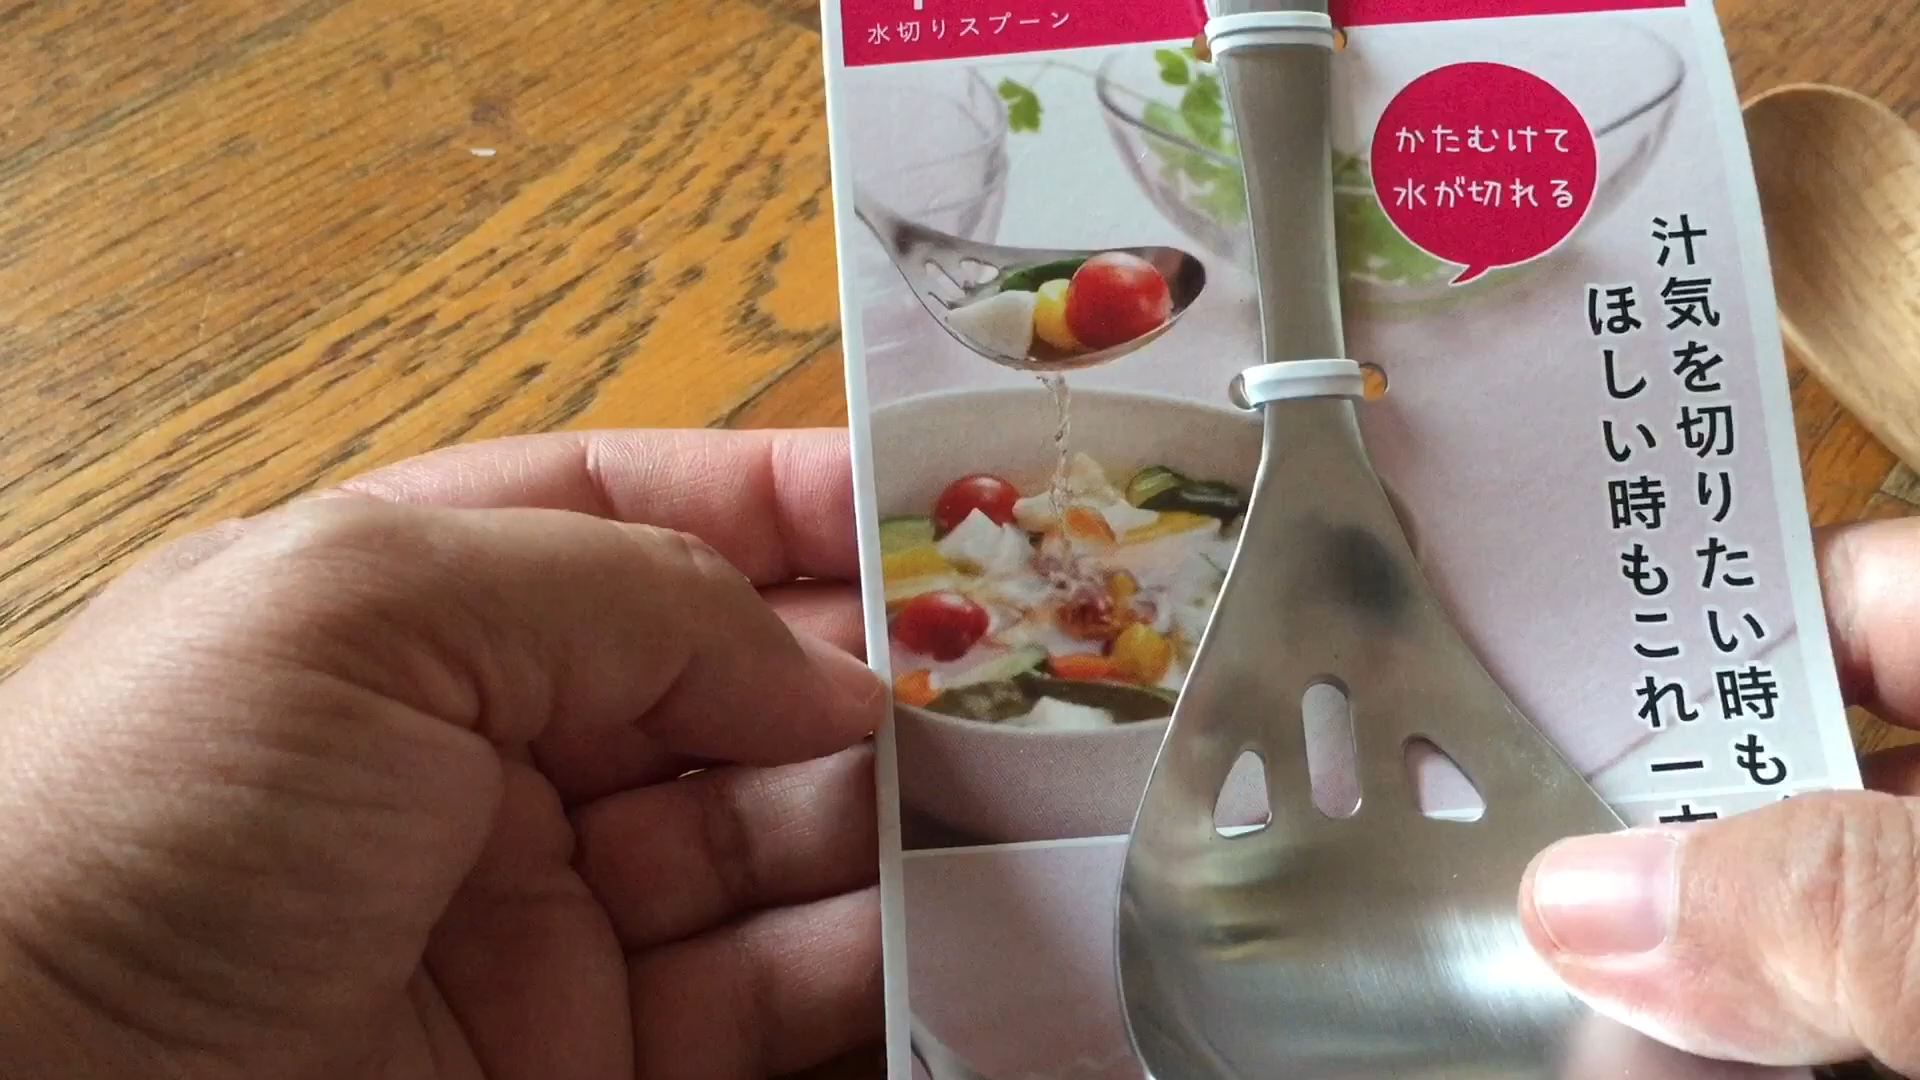 水切りスプーン
かたむけて
水が切れる
汁気を切りたい時も
ほしい時もこれ一